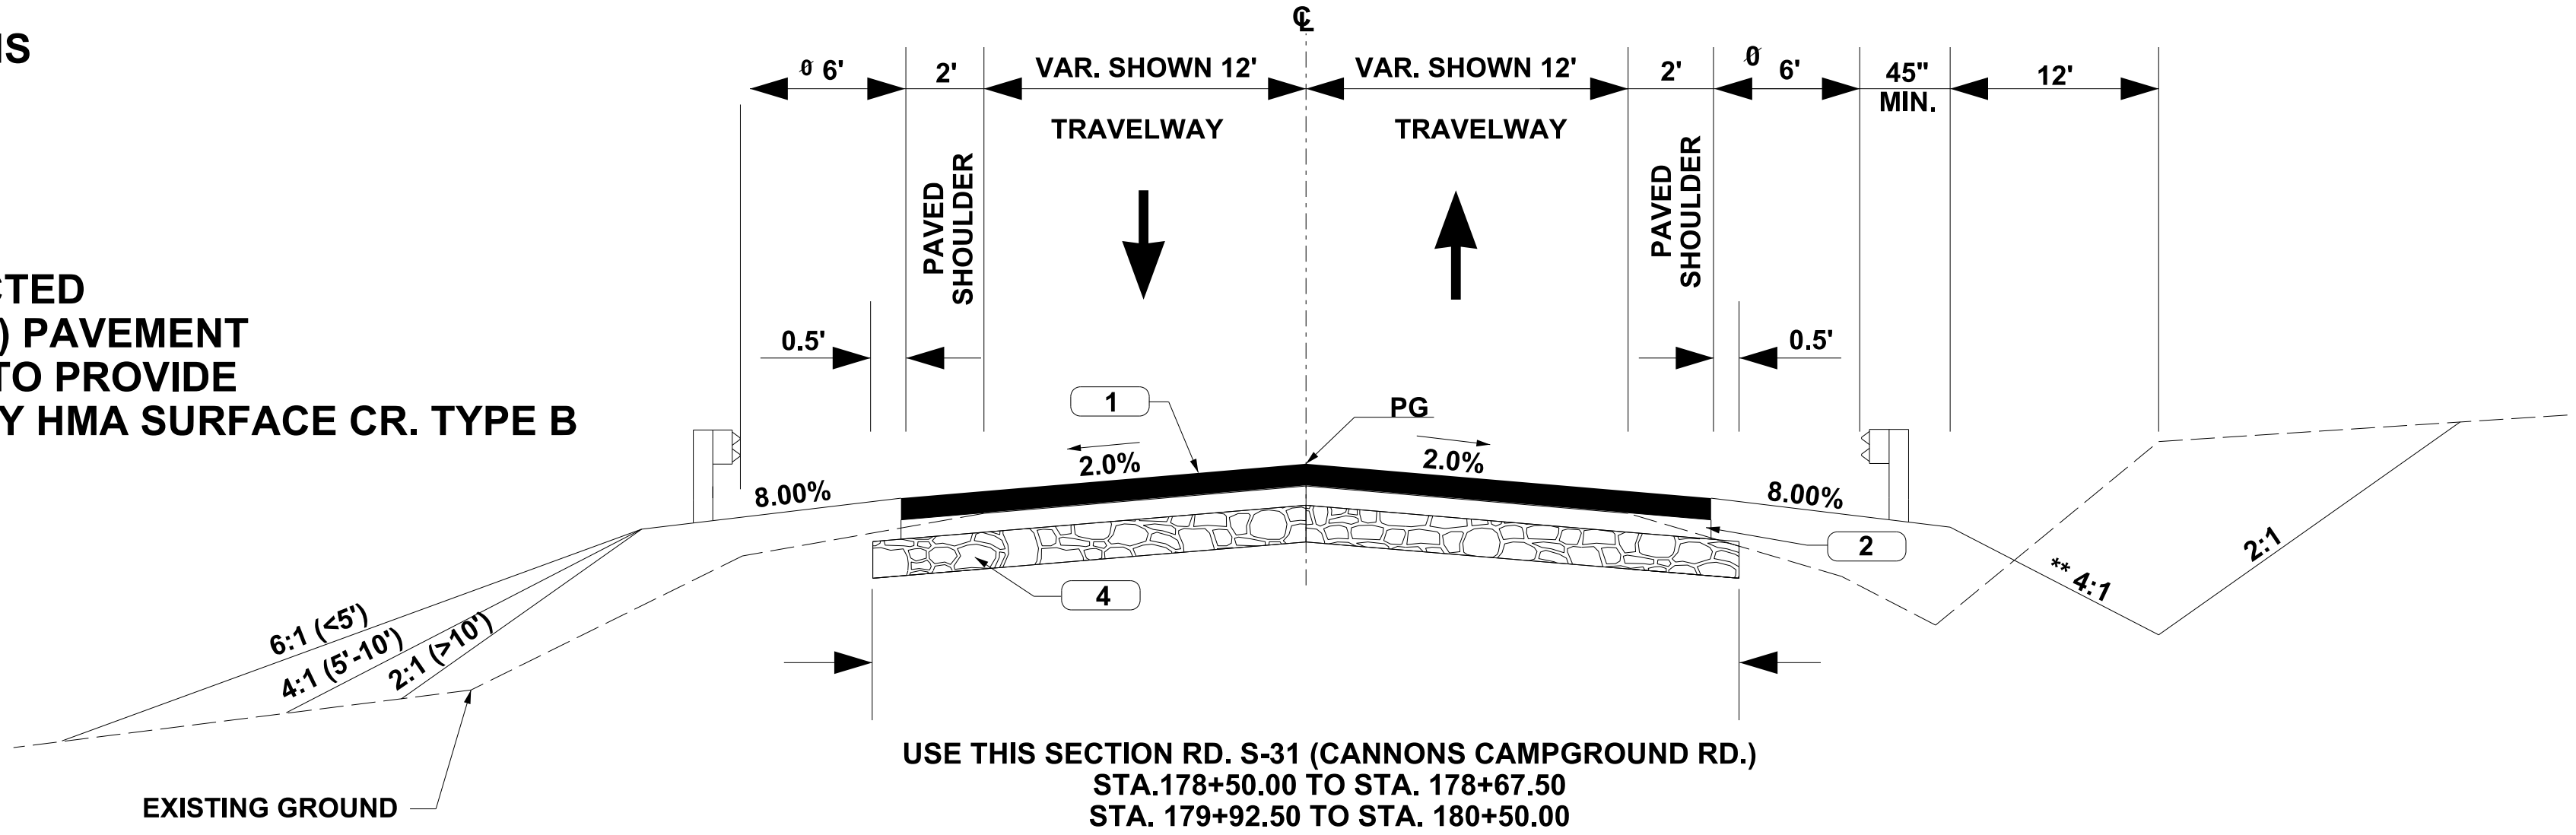 ℄
IS
Ø 6'
2'
VAR. SHOWN 12'
VAR. SHOWN 12'
2'
Ø 6'
45"
MIN.
12'
TRAVELWAY
TRAVELWAY
PAVED
SHOULDER
PAVED
SHOULDER
CTED
) PAVEMENT
TO PROVIDE
Y HMA SURFACE CR. TYPE B
0.5'
0.5'
1
PG
2.0%
2.0%
8.00%
8.00%
2
4
6:1 (<5')
4:1 (5'-10')
2:1 (>10')
** 4:1
2:1
EXISTING GROUND
USE THIS SECTION RD. S-31 (CANNONS CAMPGROUND RD.)
STA.178+50.00 TO STA. 178+67.50
STA. 179+92.50 TO STA. 180+50.00